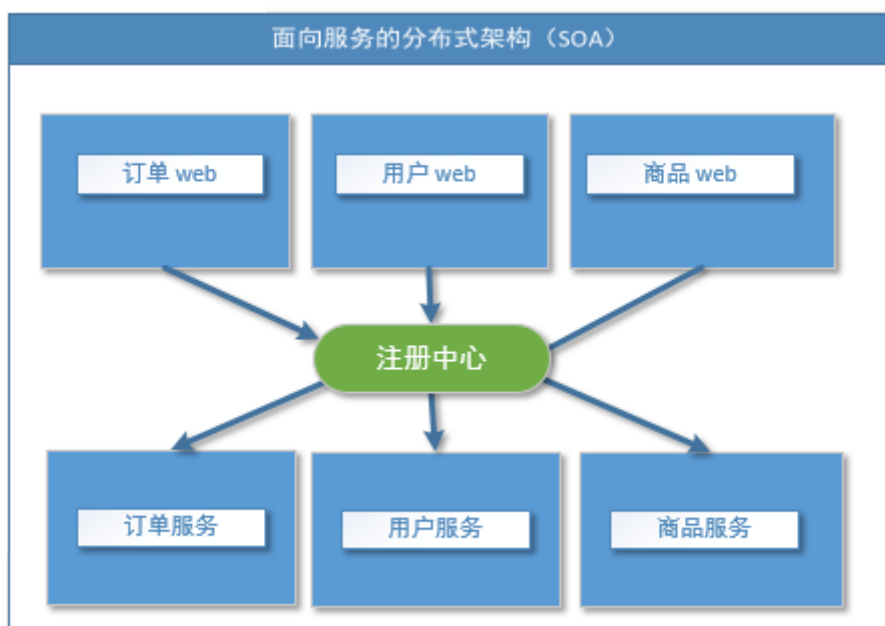 面向服务的分布式架构（SOA）
订单 web
用户 web
商品 web
注册中心
订单服务
用户服务
商品服务